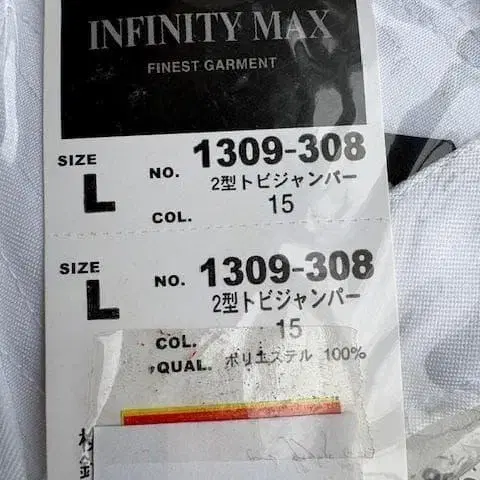 INFINITY MAX
FINEST GARMENT
SIZE L NO. 1309-308
2型トビジャンパー
COL. 15
SIZE L NO. 1309-308
2型トビジャンパー
COL. 15
QUAL. ポリエステル 100%